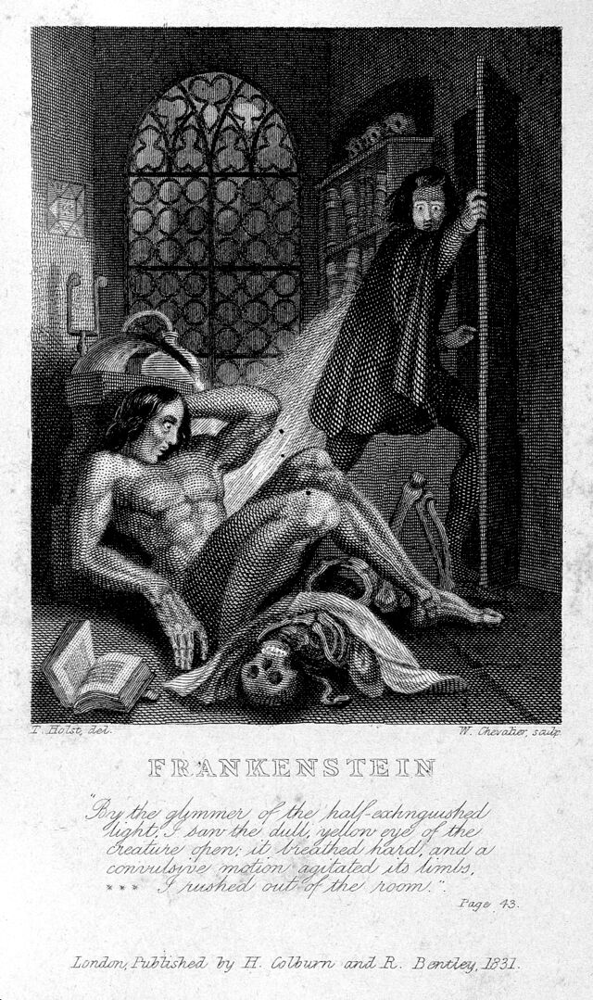 T. Holst, del.
W. Chevalier, sculp.
FRANKENSTEIN
"By the glymmer of the half-extinguished
light, I saw the dull, yellow eye of the
creature open; it breathed hard, and a
convulsive motion agitated its limbs,
*** I rushed out of the room."
Page 43.
London, Published by H. Colburn and R. Bentley, 1831.